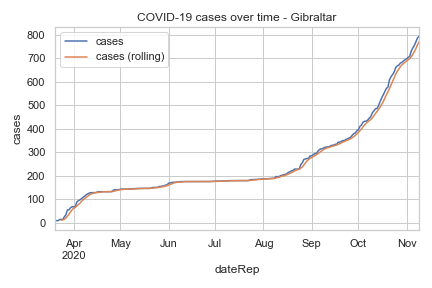 COVID-19 cases over time - Gibraltar
cases
cases (rolling)
800
700
600
500
400
300
200
100
0
cases
Apr May Jun Jul Aug Sep Oct Nov
2020
dateRep